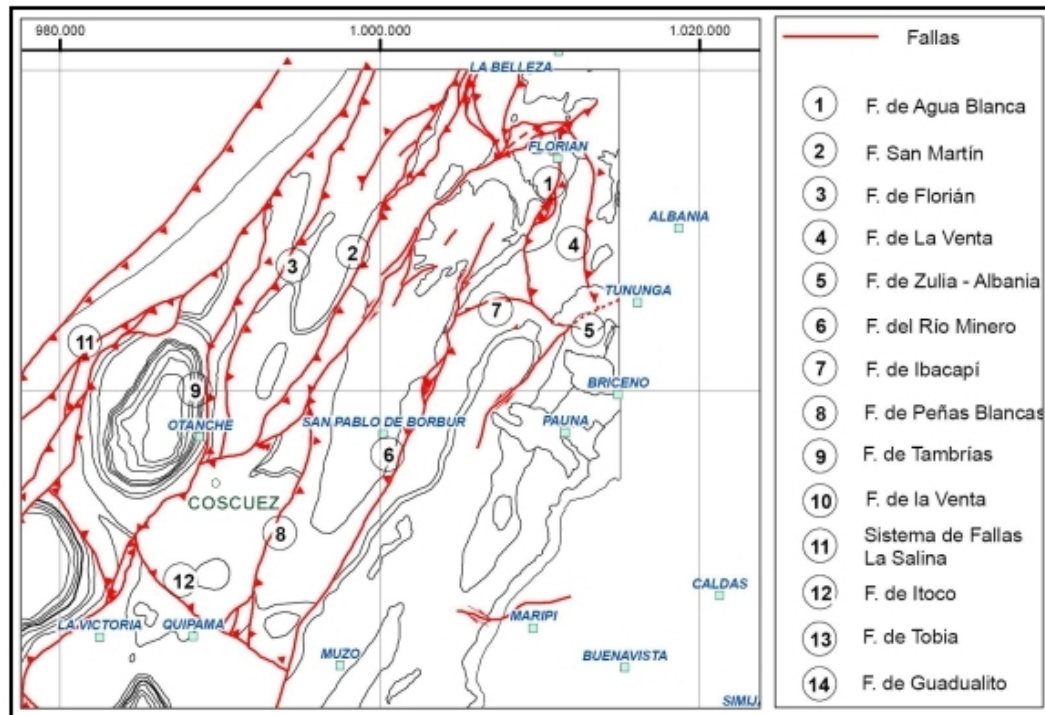 980.000
1.000.000
1.020.000
LA BELLEZA
FLORIAN
1
ALBANIA
2
4
3
TUNUNGA
7
5
11
BRICENO
9
OTANCHE
SAN PABLO DE BORBUR
PAUNA
6
COSCUEZ
8
12
CALDAS
LA VICTORIA
QUIPAMA
MARIPI
MUZO
BUENAVISTA
SIMIJ
Fallas
1 F. de Agua Blanca
2 F. San Martín
3 F. de Florián
4 F. de La Venta
5 F. de Zulia - Albania
6 F. del Río Minero
7 F. de Ibacapí
8 F. de Peñas Blancas
9 F. de Tambrías
10 F. de la Venta
11 Sistema de Fallas
La Salina
12 F. de Itoco
13 F. de Tobia
14 F. de Guadualito